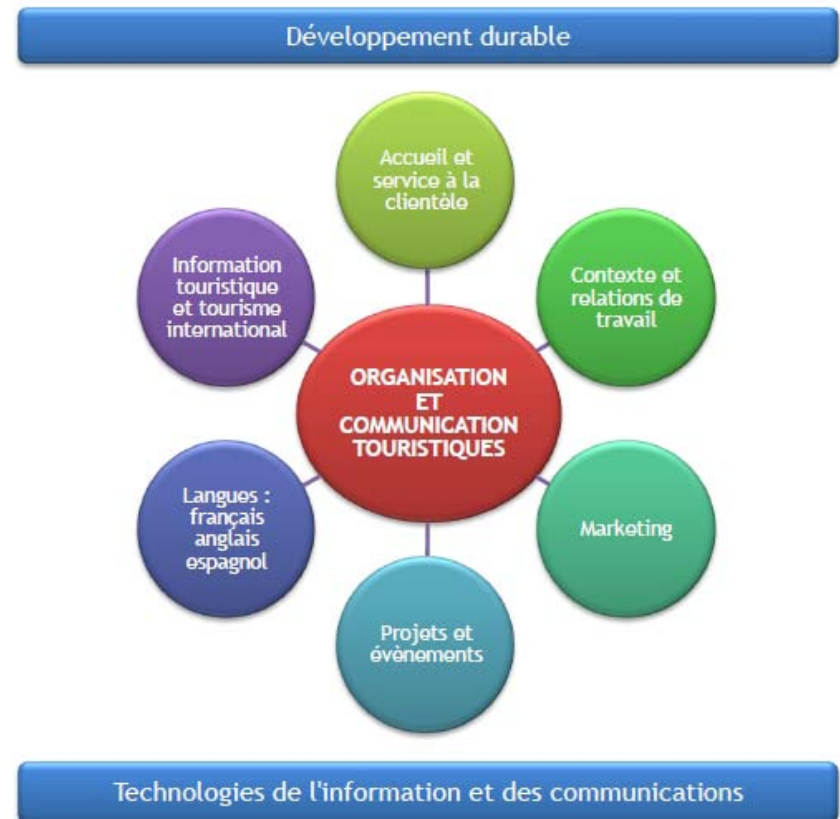 Développement durable
Accueil et
service à la
clientèle
Information
touristique
et tourisme
international
Contexte et
relations de
travail
ORGANISATION
ET
COMMUNICATION
TOURISTIQUES
Langues :
français
anglais
espagnol
Marketing
Projets et
évènements
Technologies de l'information et des communications